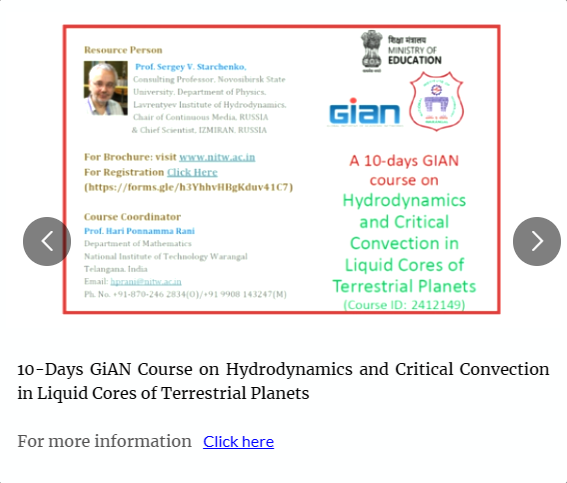 Resource Person
Prof. Sergey V. Starchenko,
Consulting Professor, Novosibirsk State
University, Department of Physics,
Lavrentyev Institute of Hydrodynamics,
Chair of Continuous Media, RUSSIA
& Chief Scientist, IZMIRAN, RUSSIA
For Brochure: visit www.nitw.ac.in
For Registration Click Here
(https://forms.gle/h3YhhvHBgKduv41C7)
Course Coordinator
Prof. Hari Ponnamma Rani
Department of Mathematics
National Institute of Technology Warangal
Telangana, India
Email: hprani@nitw.ac.in
Ph. No. +91-870-246 2834(O)/+91 9908 143247(M)
शिक्षा मंत्रालय
MINISTRY OF
EDUCATION
Gian
A 10-days GIAN
course on
Hydrodynamics
and Critical
Convection in
Liquid Cores of
Terrestrial Planets
(Course ID: 2412149)
10-Days GiAN Course on Hydrodynamics and Critical Convection
in Liquid Cores of Terrestrial Planets
For more information Click here